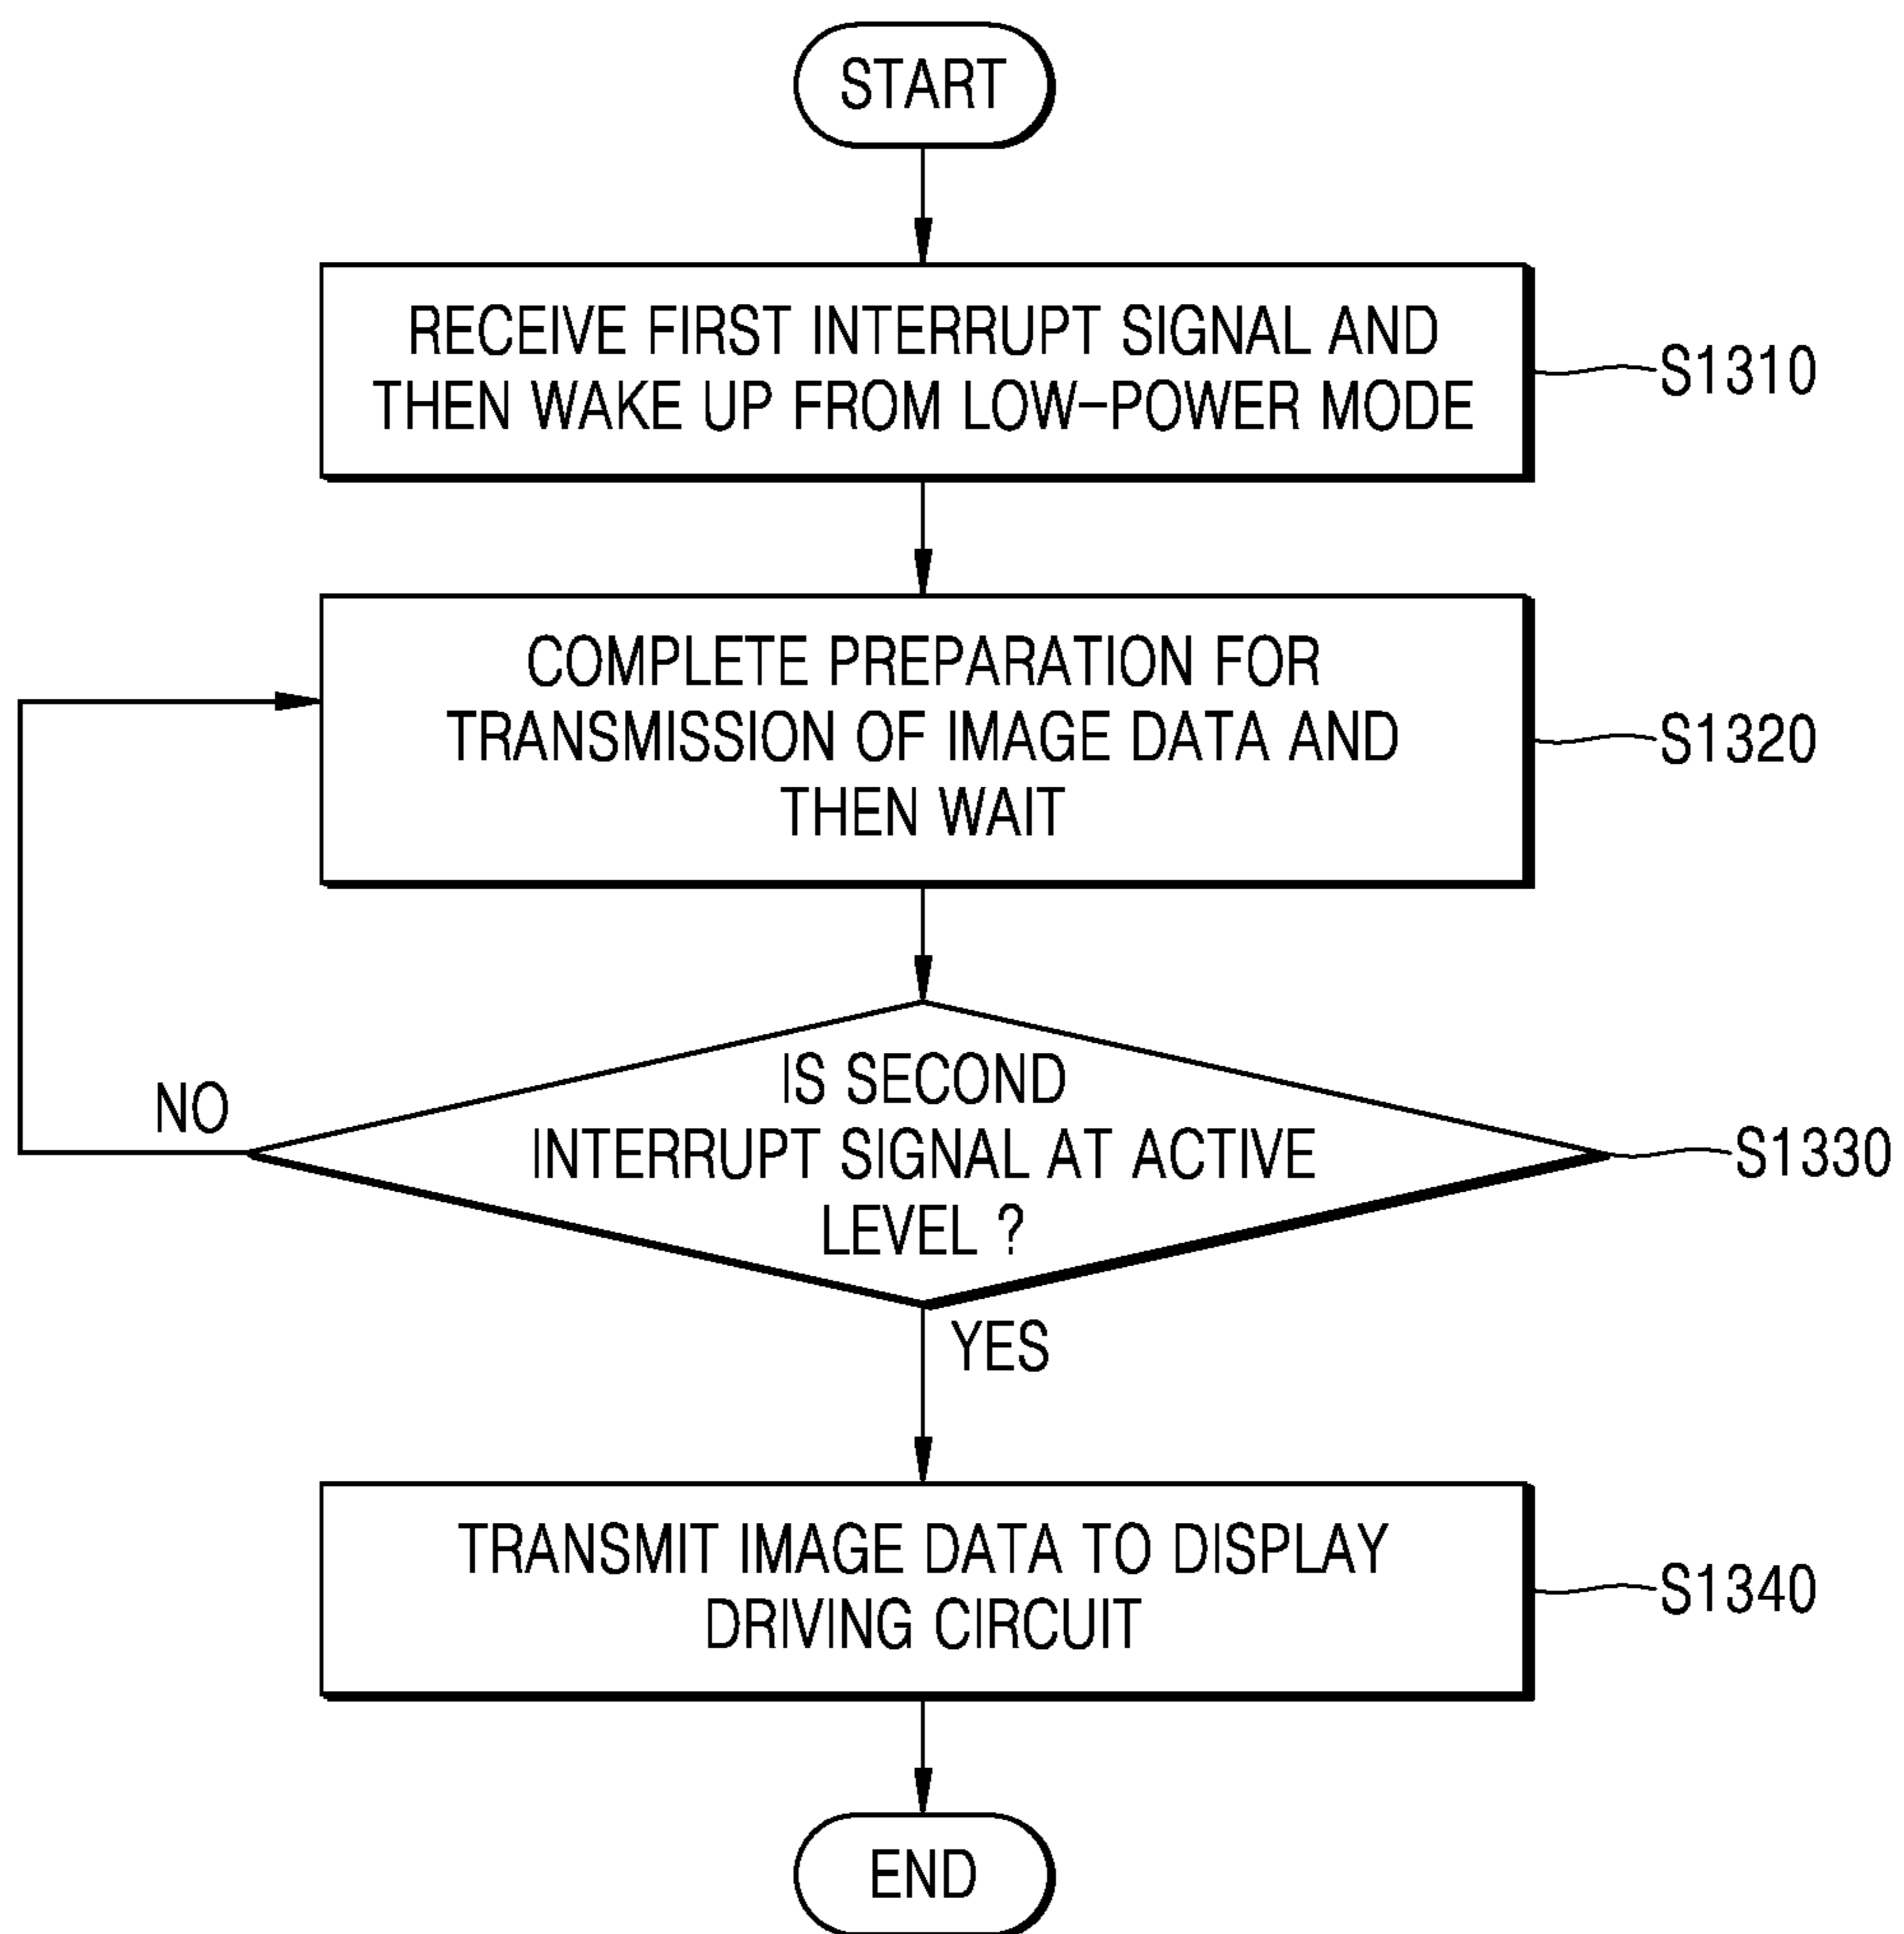 START
RECEIVE FIRST INTERRUPT SIGNAL AND
THEN WAKE UP FROM LOW-POWER MODE
S1310
COMPLETE PREPARATION FOR
TRANSMISSION OF IMAGE DATA AND
THEN WAIT
S1320
IS SECOND
INTERRUPT SIGNAL AT ACTIVE
LEVEL ?
NO
S1330
YES
TRANSMIT IMAGE DATA TO DISPLAY
DRIVING CIRCUIT
S1340
END